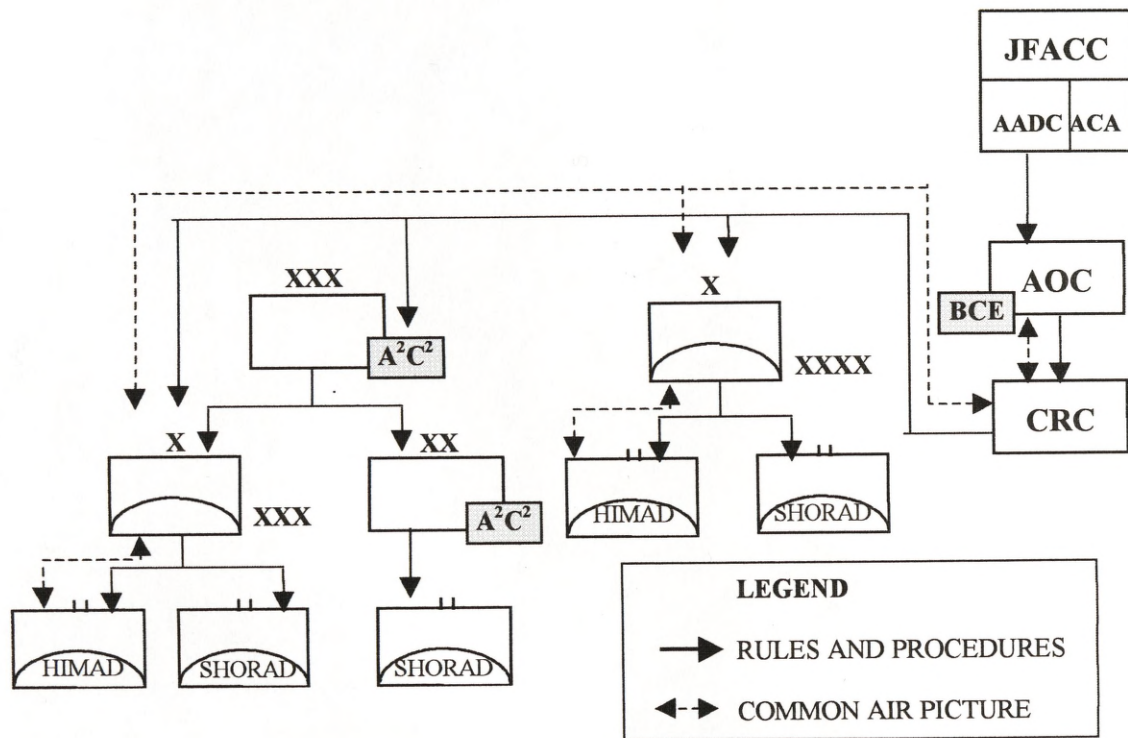 JFACC
AADC ACA
AOC
BCE
CRC
XXX
A²C²
X
XXXX
X
XXX
XX
A²C²
HIMAD
SHORAD
HIMAD
SHORAD
SHORAD
LEGEND
RULES AND PROCEDURES
COMMON AIR PICTURE